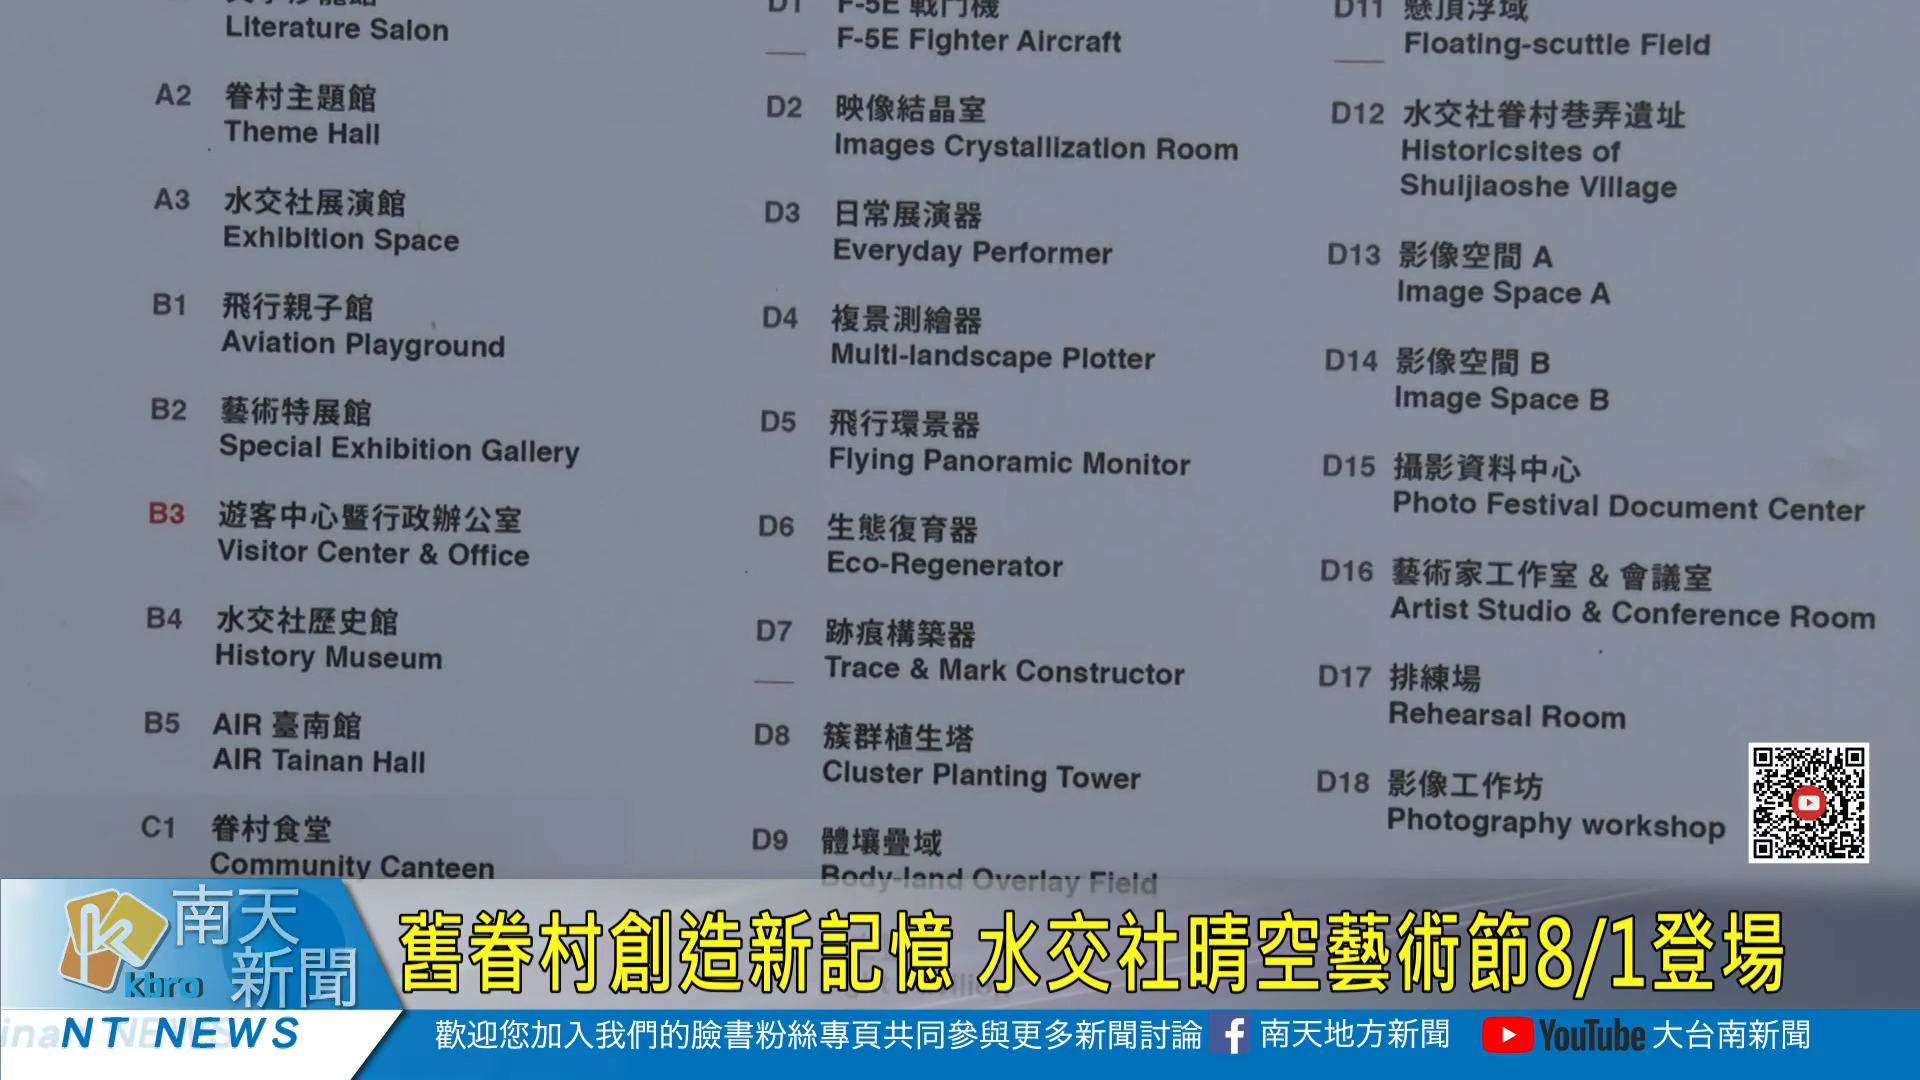 Literature Salon
A2 眷村主題館
Theme Hall
A3 水交社展演館
Exhibition Space
B1 飛行親子館
Aviation Playground
B2 藝術特展館
Special Exhibition Gallery
B3 遊客中心暨行政辦公室
Visitor Center & Office
B4 水交社歷史館
History Museum
B5 AIR 臺南館
AIR Tainan Hall
C1 眷村食堂
Community Canteen
D1 F-5E 戰鬥機
F-5E Fighter Aircraft
D2 映像結晶室
Images Crystallization Room
D3 日常展演器
Everyday Performer
D4 複景測繪器
Multi-landscape Plotter
D5 飛行環景器
Flying Panoramic Monitor
D6 生態復育器
Eco-Regenerator
D7 跡痕構築器
Trace & Mark Constructor
D8 簇群植生塔
Cluster Planting Tower
D9 體壤疊域
Body-land Overlay Field
D11 懸頂浮域
Floating-scuttle Field
D12 水交社眷村巷弄遺址
Historicsites of
Shuijiaoshe Village
D13 影像空間 A
Image Space A
D14 影像空間 B
Image Space B
D15 攝影資料中心
Photo Festival Document Center
D16 藝術家工作室 & 會議室
Artist Studio & Conference Room
D17 排練場
Rehearsal Room
D18 影像工作坊
Photography workshop
南天
新聞
kbro
NT NEWS
舊眷村創造新記憶 水交社晴空藝術節8/1登場
歡迎您加入我們的臉書粉絲專頁共同參與更多新聞討論 南天地方新聞 YouTube 大台南新聞